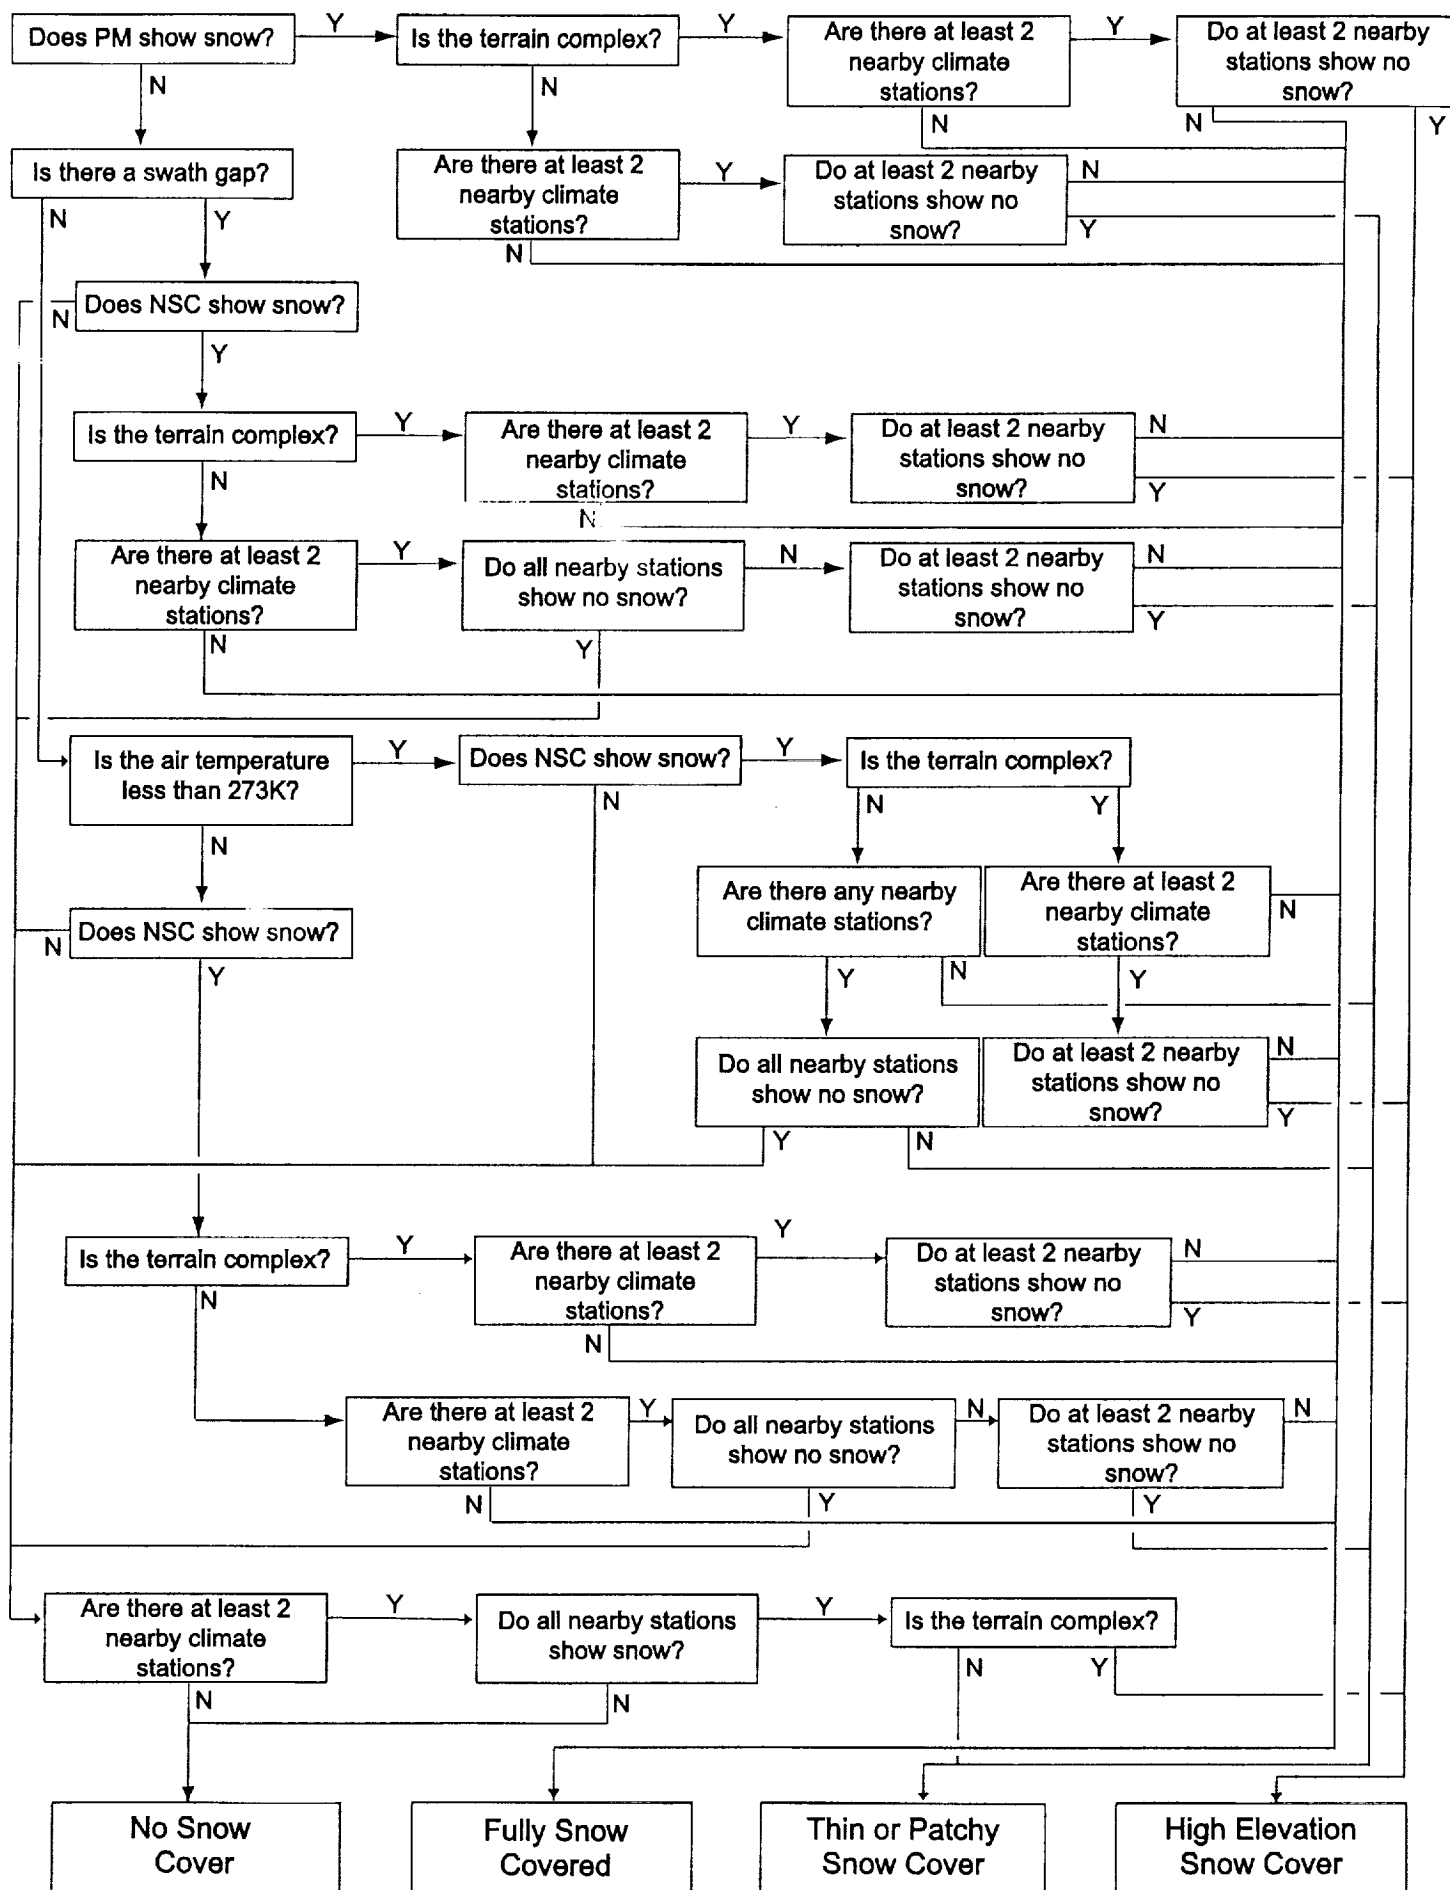 Does PM show snow?
Y
Is the terrain complex?
Y
Are there at least 2
nearby climate
stations?
Y
Do at least 2 nearby
stations show no
snow?
N
N
N
N
Y
Is there a swath gap?
Are there at least 2
nearby climate
stations?
Y
Do at least 2 nearby
stations show no
snow?
N
Y
N
N
Y
Does NSC show snow?
N
Y
Is the terrain complex?
Y
Are there at least 2
nearby climate
stations?
Y
Do at least 2 nearby
stations show no
snow?
N
Y
N
N
Are there at least 2
nearby climate
stations?
Y
Do all nearby stations
show no snow?
N
Do at least 2 nearby
stations show no
snow?
N
Y
N
Y
Is the air temperature
less than 273K?
Y
Does NSC show snow?
Y
Is the terrain complex?
N
N
N
Y
Are there any nearby
climate stations?
Are there at least 2
nearby climate
stations?
N
Does NSC show snow?
N
Y
Y
N
Y
Do all nearby stations
show no snow?
Do at least 2 nearby
stations show no
snow?
N
Y
Y
N
Is the terrain complex?
Y
Are there at least 2
nearby climate
stations?
Y
Do at least 2 nearby
stations show no
snow?
N
Y
N
N
Are there at least 2
nearby climate
stations?
Y
Do all nearby stations
show no snow?
N
Do at least 2 nearby
stations show no
snow?
N
N
Y
Y
Are there at least 2
nearby climate
stations?
Y
Do all nearby stations
show snow?
Y
Is the terrain complex?
N
N
N
Y
No Snow
Cover
Fully Snow
Covered
Thin or Patchy
Snow Cover
High Elevation
Snow Cover